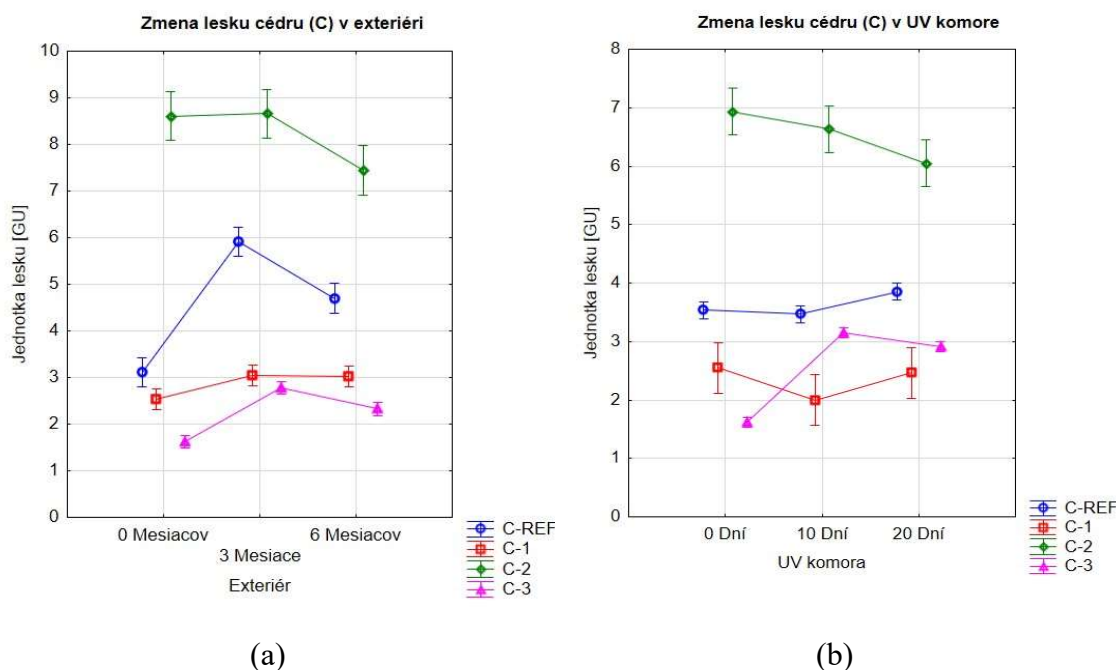 Zmena lesku cédru (C) v exteriéri
10
9
8
7
6
5
4
3
2
1
0
Jednotka lesku [GU]
0 Mesiacov
3 Mesiace
6 Mesiacov
Exteriér
C-REF
C-1
C-2
C-3
(a)
Zmena lesku cédru (C) v UV komore
8
7
6
5
4
3
2
1
0
Jednotka lesku [GU]
0 Dní 10 Dní 20 Dní
UV komora
C-REF
C-1
C-2
C-3
(b)